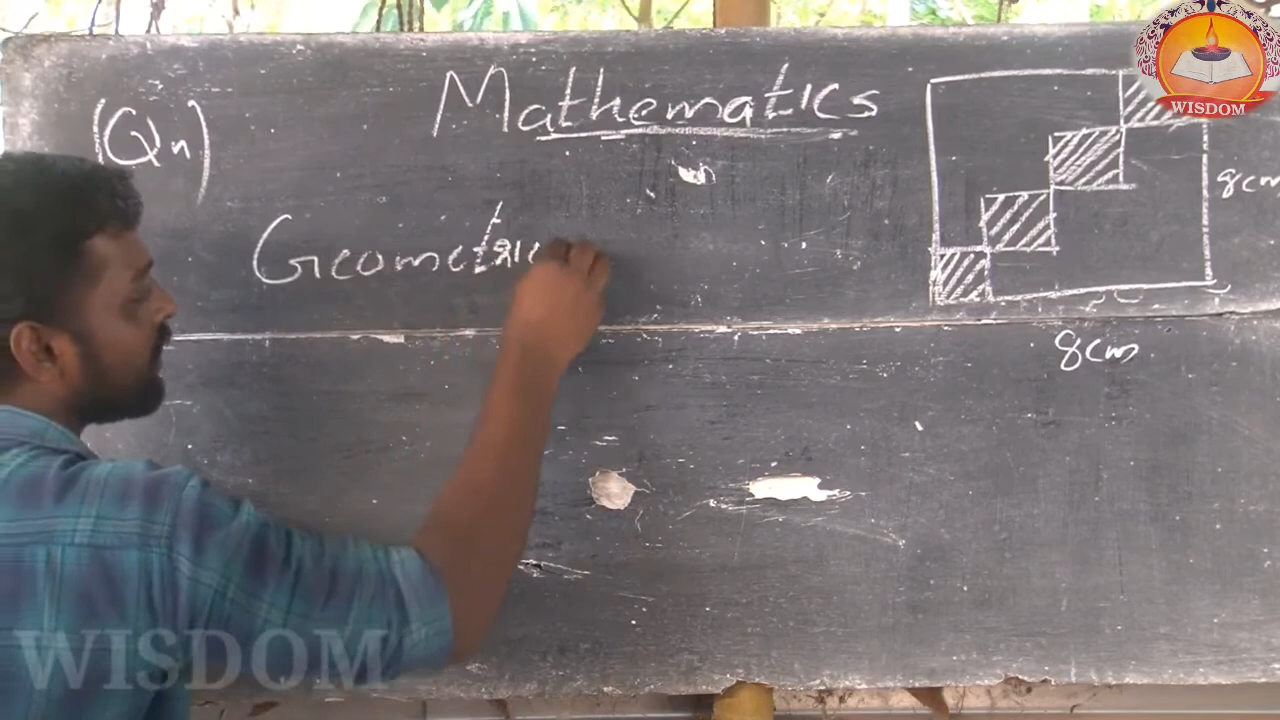 (Qn)
Mathematics
WISDOM
8cm
Geometric
8cm
WISDOM